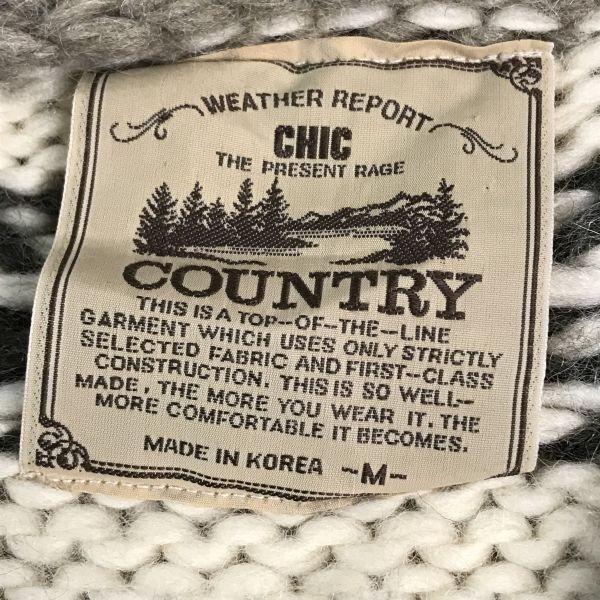 WEATHER REPORT
CHIC
THE PRESENT RAGE
COUNTRY
THIS IS A TOP--OF--THE--LINE
GARMENT WHICH USES ONLY STRICTLY
SELECTED FABRIC AND FIRST--CLASS
CONSTRUCTION. THIS IS SO WELL--
MADE, THE MORE YOU WEAR IT. THE
MORE COMFORTABLE IT BECOMES.
MADE IN KOREA -M-